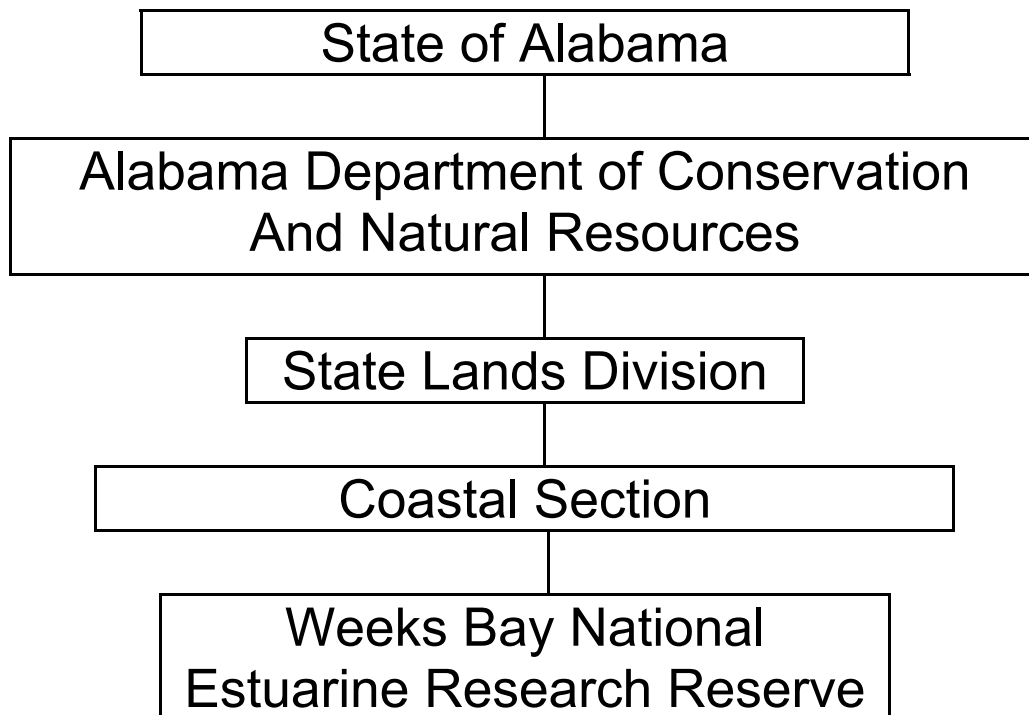 State of Alabama
Alabama Department of Conservation
And Natural Resources
State Lands Division
Coastal Section
Weeks Bay National
Estuarine Research Reserve